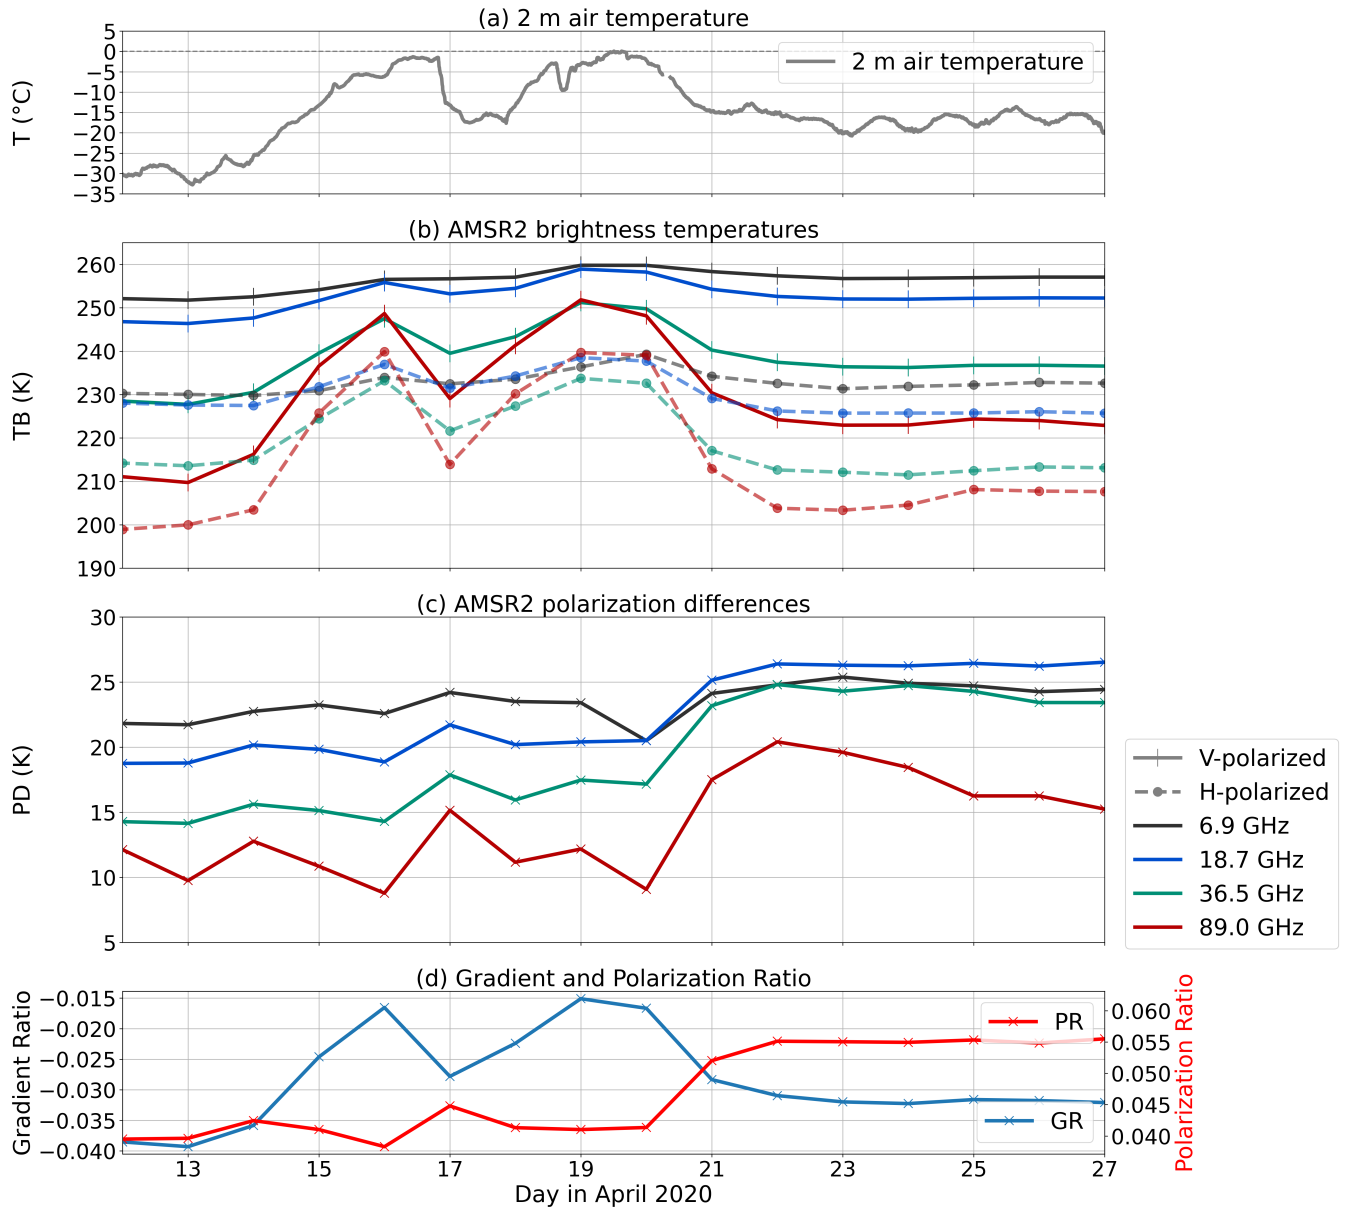 (a) 2 m air temperature
T (°C)
5
0
−5
−10
−15
−20
−25
−30
−35
2 m air temperature
(b) AMSR2 brightness temperatures
TB (K)
260
250
240
230
220
210
200
190
(c) AMSR2 polarization differences
PD (K)
30
25
20
15
10
5
V-polarized
H-polarized
6.9 GHz
18.7 GHz
36.5 GHz
89.0 GHz
(d) Gradient and Polarization Ratio
Gradient Ratio
−0.015
−0.020
−0.025
−0.030
−0.035
−0.040
PR
GR
0.060
0.055
0.050
0.045
0.040
Polarization Ratio
13 15 17 19 21 23 25 27
Day in April 2020